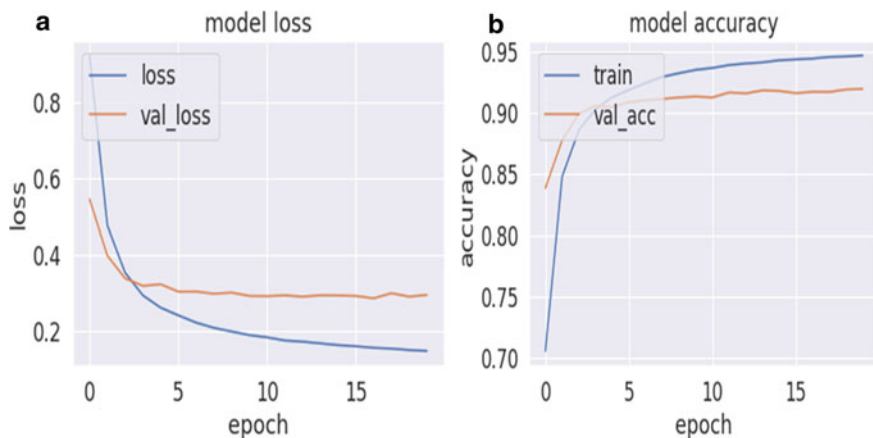 a
model loss
loss
val_loss
0.8
0.6
0.4
0.2
loss
0
5
10
15
epoch
b
model accuracy
train
val_acc
0.95
0.90
0.85
0.80
0.75
0.70
accuracy
0
5
10
15
epoch